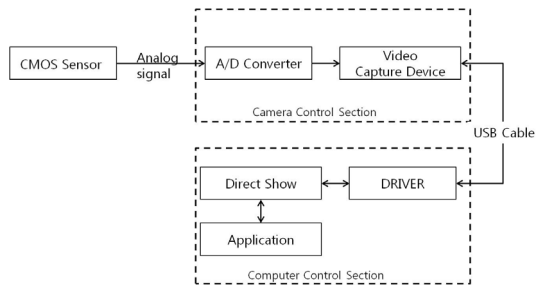 CMOS Sensor
Analog
signal
A/D Converter
Video
Capture Device
Camera Control Section
USB Cable
Direct Show
DRIVER
Application
Computer Control Section